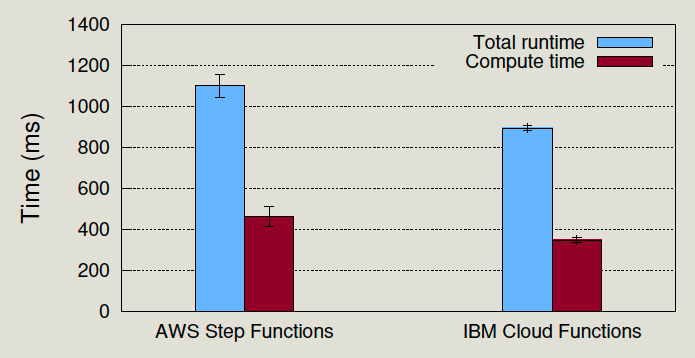 1400
1200
1000
800
600
400
200
0
Time (ms)
Total runtime
Compute time
AWS Step Functions
IBM Cloud Functions